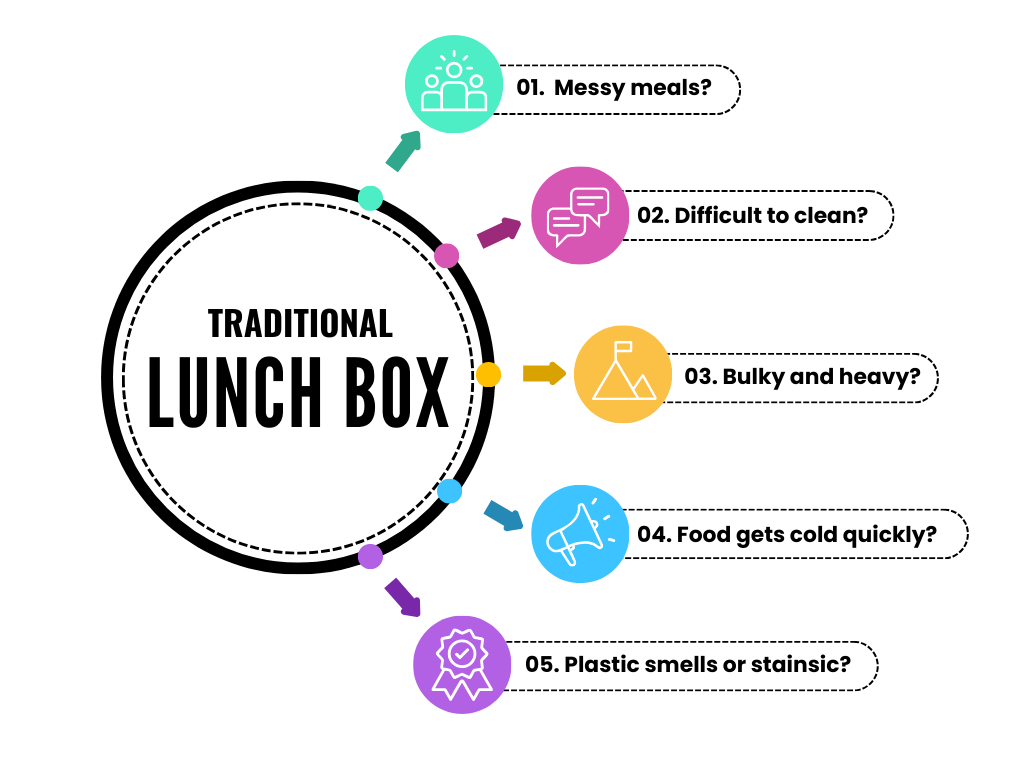 TRADITIONAL
LUNCH BOX
01. Messy meals?
02. Difficult to clean?
03. Bulky and heavy?
04. Food gets cold quickly?
05. Plastic smells or stainsic?